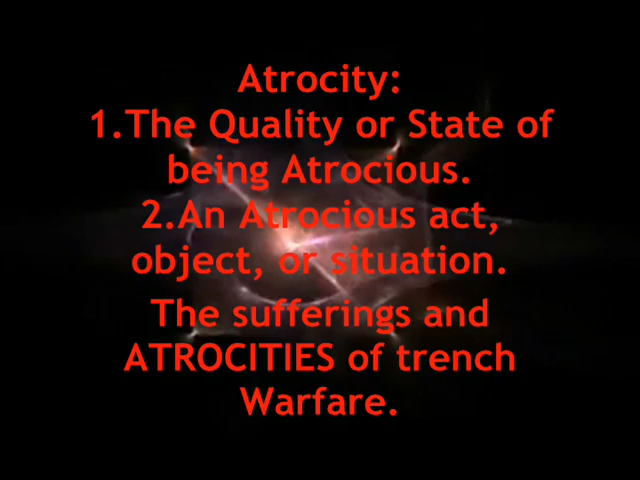 Atrocity:
1.The Quality or State of
being Atrocious.
2.An Atrocious act,
object, or situation.
The sufferings and
ATROCITIES of trench
Warfare.